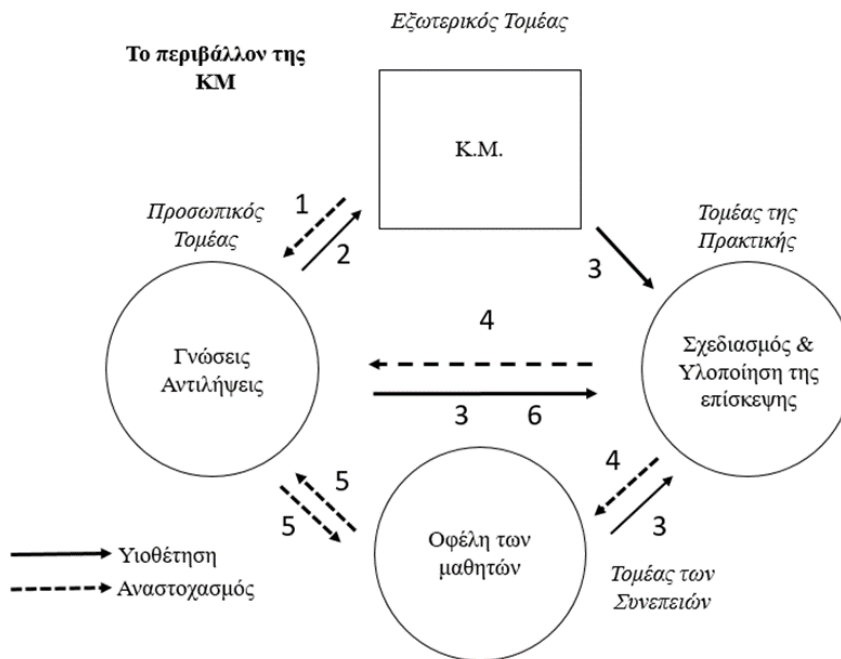 Εξωτερικός Τομέας
Το περιβάλλον της
ΚΜ
Κ.Μ.
Προσωπικός
Τομέας
1
2
Τομέας της
Πρακτικής
3
4
Γνώσεις
Αντιλήψεις
Σχεδιασμός &
Υλοποίηση της
επίσκεψης
3 6
4
5
5
3
Οφέλη των
μαθητών
Υιοθέτηση
Αναστοχασμός
Τομέας των
Συνεπειών